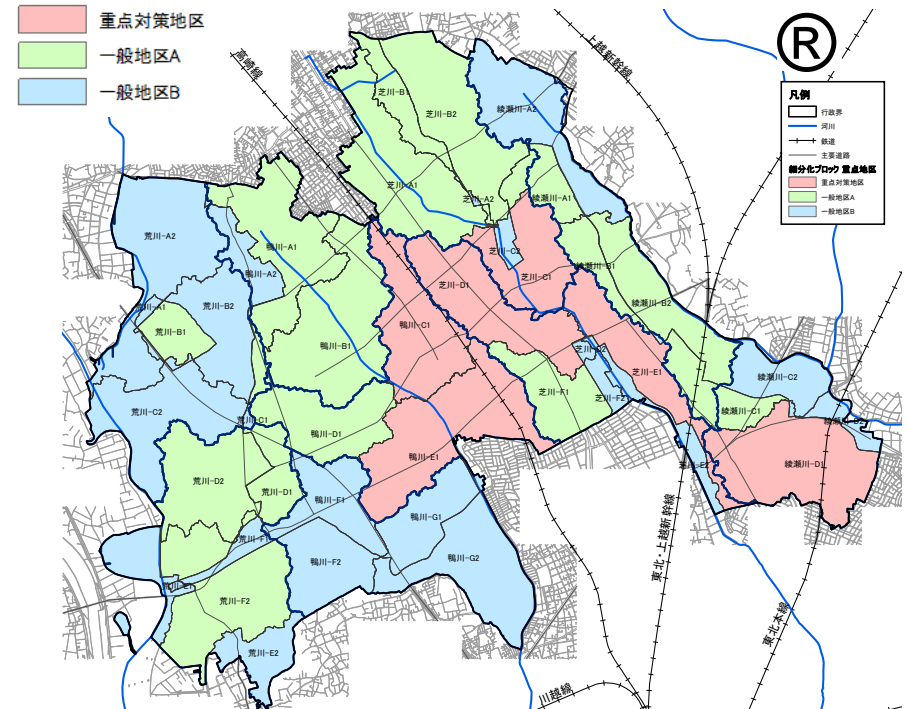 重点対策地区
一般地区A
一般地区B
R
凡例
行政界
河川
鉄道
主要道路
細分化ブロック 重点地区
重点対策地区
一般地区A
一般地区B
高崎線
上越新幹線
芝川-B1
芝川-B2
綾瀬川-A2
芝川-A1
芝川-A2
綾瀬川-A1
荒川-A2
鴨川-A1
鴨川-A2
芝川-C2
芝川-C1
綾瀬川-B1
芝川-D1
綾瀬川-B2
荒川-B2
荒川-B1
鴨川-C1
鴨川-B1
芝川-E1
綾瀬川-C2
芝川-F1
芝川-F2
荒川-C2
荒川-C1
綾瀬川-C1
鴨川-D1
鴨川-E1
綾瀬川-D1
荒川-D2
荒川-D1
鴨川-F1
鴨川-G1
荒川-F1
鴨川-F2
鴨川-G2
荒川-F2
荒川-E2
東北・上越新幹線
東北本線
川越線